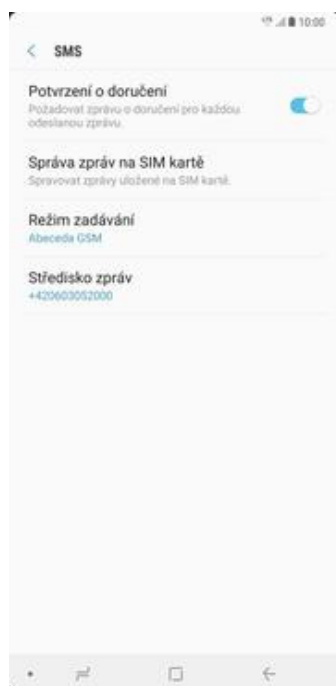 10:00
SMS
Potvrzení o doručení
Požadovat zprávu o doručení pro každou
odeslanou zprávu.
Správa zpráv na SIM kartě
Spravovat zprávy uložené na SIM kartě.
Režim zadávání
Abeceda GSM
Středisko zpráv
+420603052000